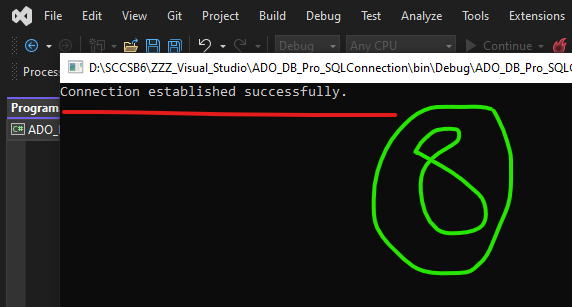 File Edit View Git Project Build Debug Test Analyze Tools Extensions
Debug Any CPU Continue
Proces
D:\SCCSB6\ZZZ_Visual_Studio\ADO_DB_Pro_SQLConnection\bin\Debug\ADO_DB_Pro_SQLC
Connection established successfully.
Program
C# ADO_
8